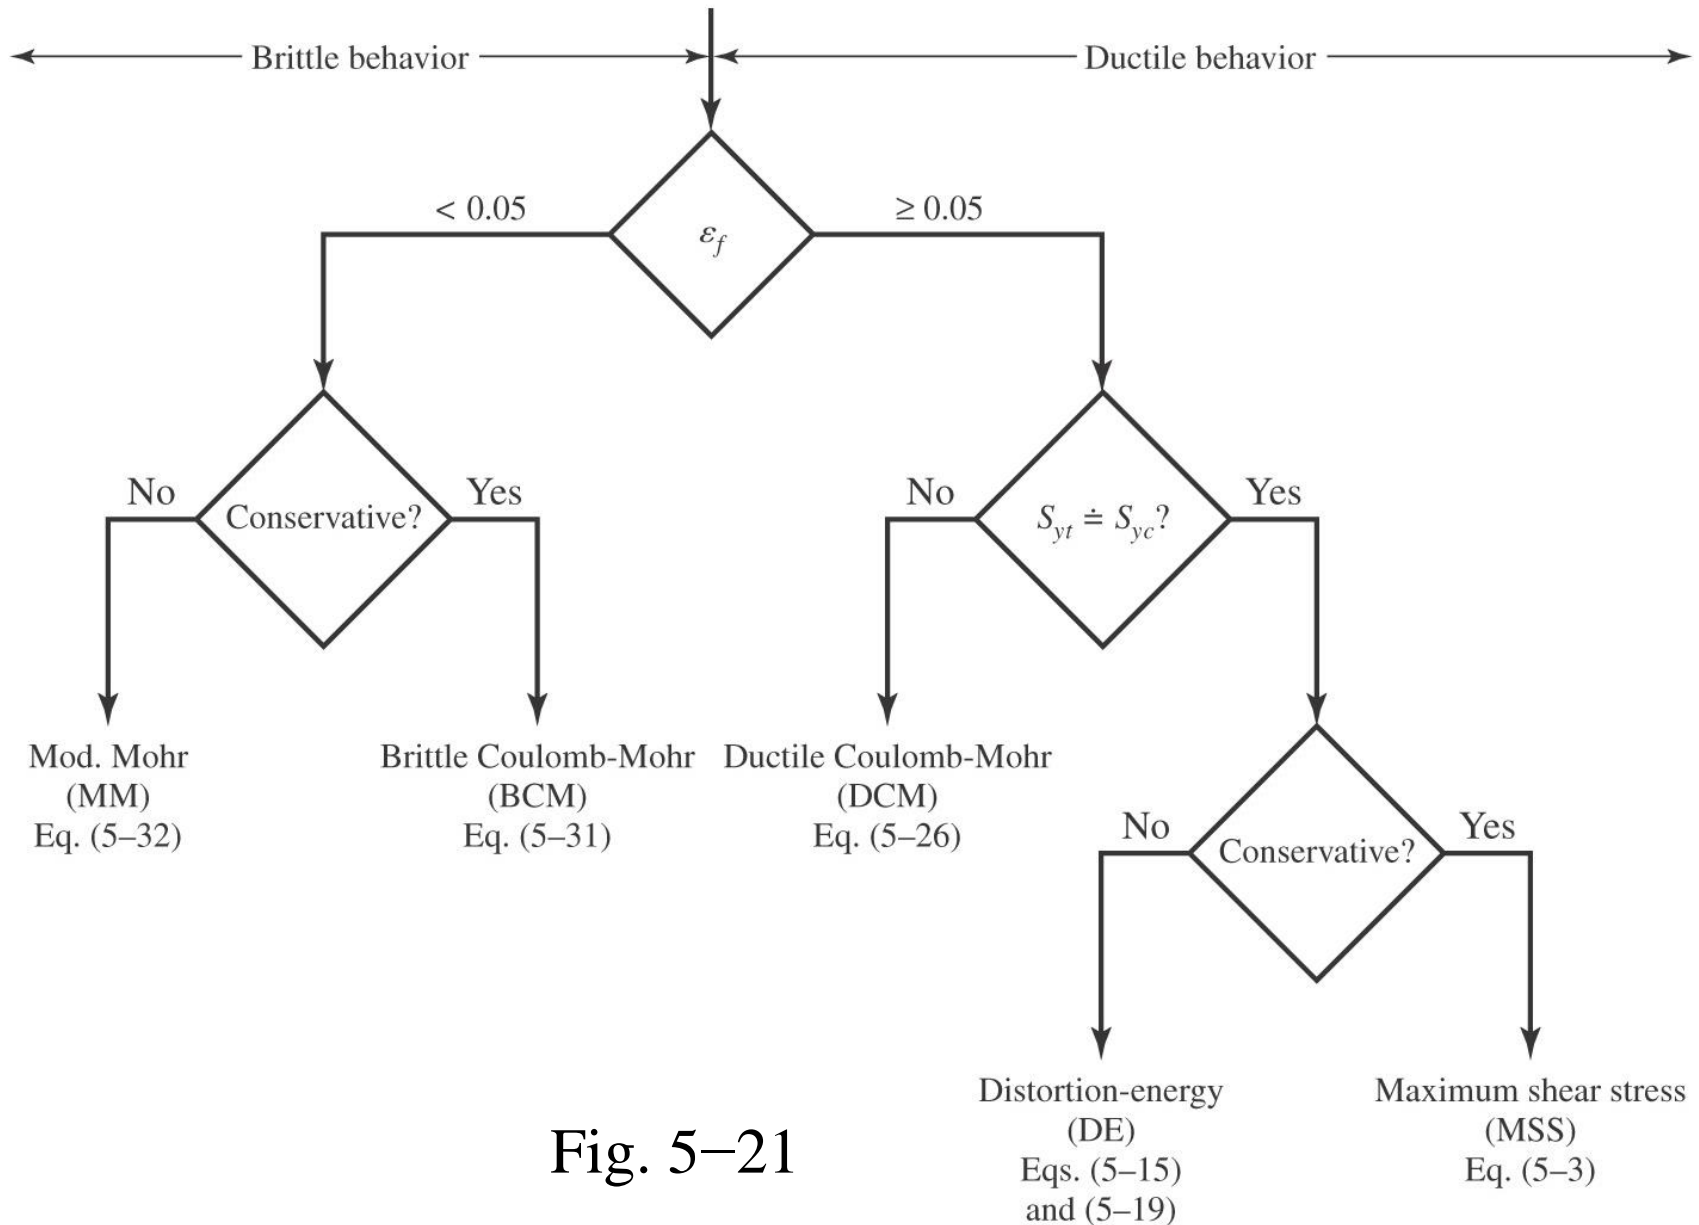 Brittle behavior
Ductile behavior
< 0.05
≥ 0.05
εf
No
Conservative?
Yes
No
Syt ≐ Syc?
Yes
Mod. Mohr
(MM)
Eq. (5–32)
Brittle Coulomb-Mohr
(BCM)
Eq. (5–31)
Ductile Coulomb-Mohr
(DCM)
Eq. (5–26)
No
Conservative?
Yes
Distortion-energy
(DE)
Eqs. (5–15)
and (5–19)
Maximum shear stress
(MSS)
Eq. (5–3)
Fig. 5−21